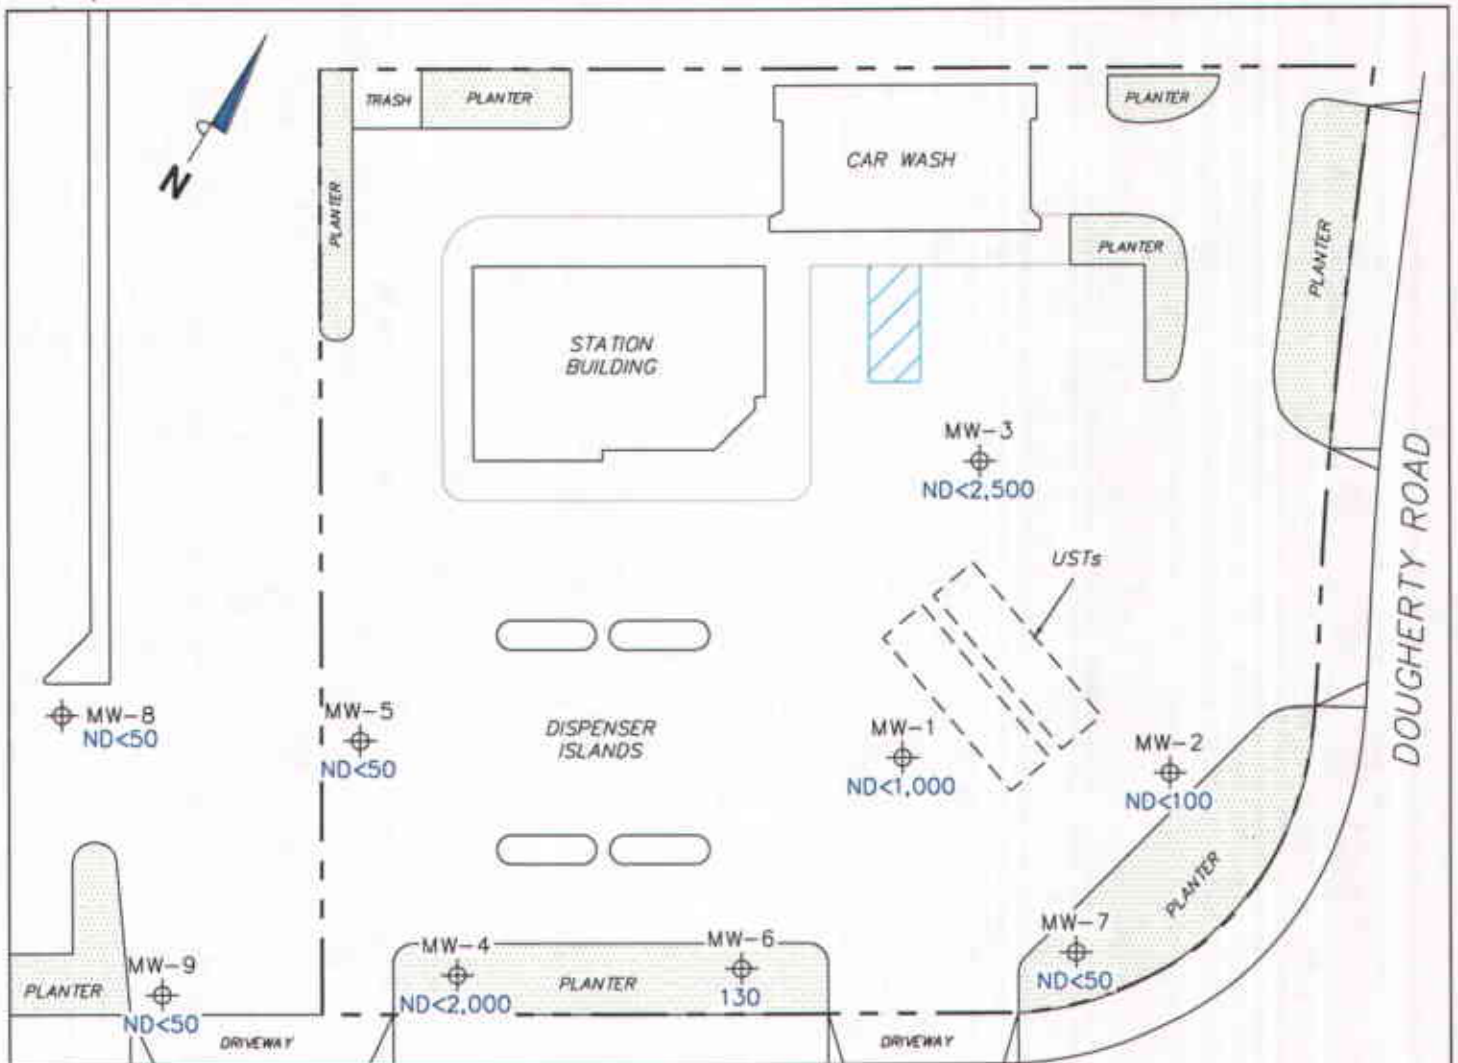 TRASH
PLANTER
PLANTER
CAR WASH
N
PLANTER
PLANTER
PLANTER
STATION
BUILDING
MW-3
ND<2,500
USTs
DOUGHERTY ROAD
MW-8
ND<50
MW-5
ND<50
DISPENSER
ISLANDS
MW-1
ND<1,000
MW-2
ND<100
PLANTER
MW-7
ND<50
MW-4
ND<2,000
PLANTER
MW-6
130
PLANTER
MW-9
ND<50
DRIVEWAY
DRIVEWAY